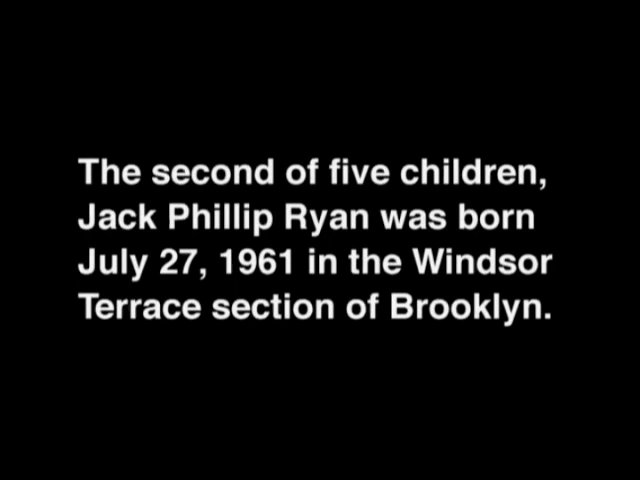 The second of five children,
Jack Phillip Ryan was born
July 27, 1961 in the Windsor
Terrace section of Brooklyn.